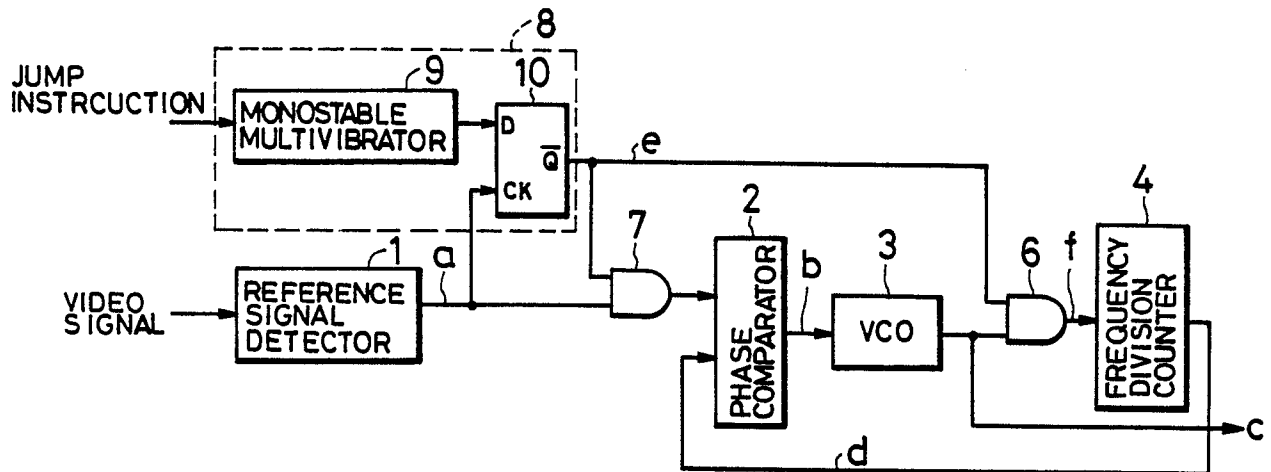 8
JUMP
INSTRCUCTION
9
MONOSTABLE
MULTIVIBRATOR
10
D
Q
CK
e
7
2
PHASE
COMPARATOR
b
3
VCO
6
f
4
FREQUENCY
DIVISION
COUNTER
1
a
VIDEO
SIGNAL
REFERENCE
SIGNAL
DETECTOR
c
d